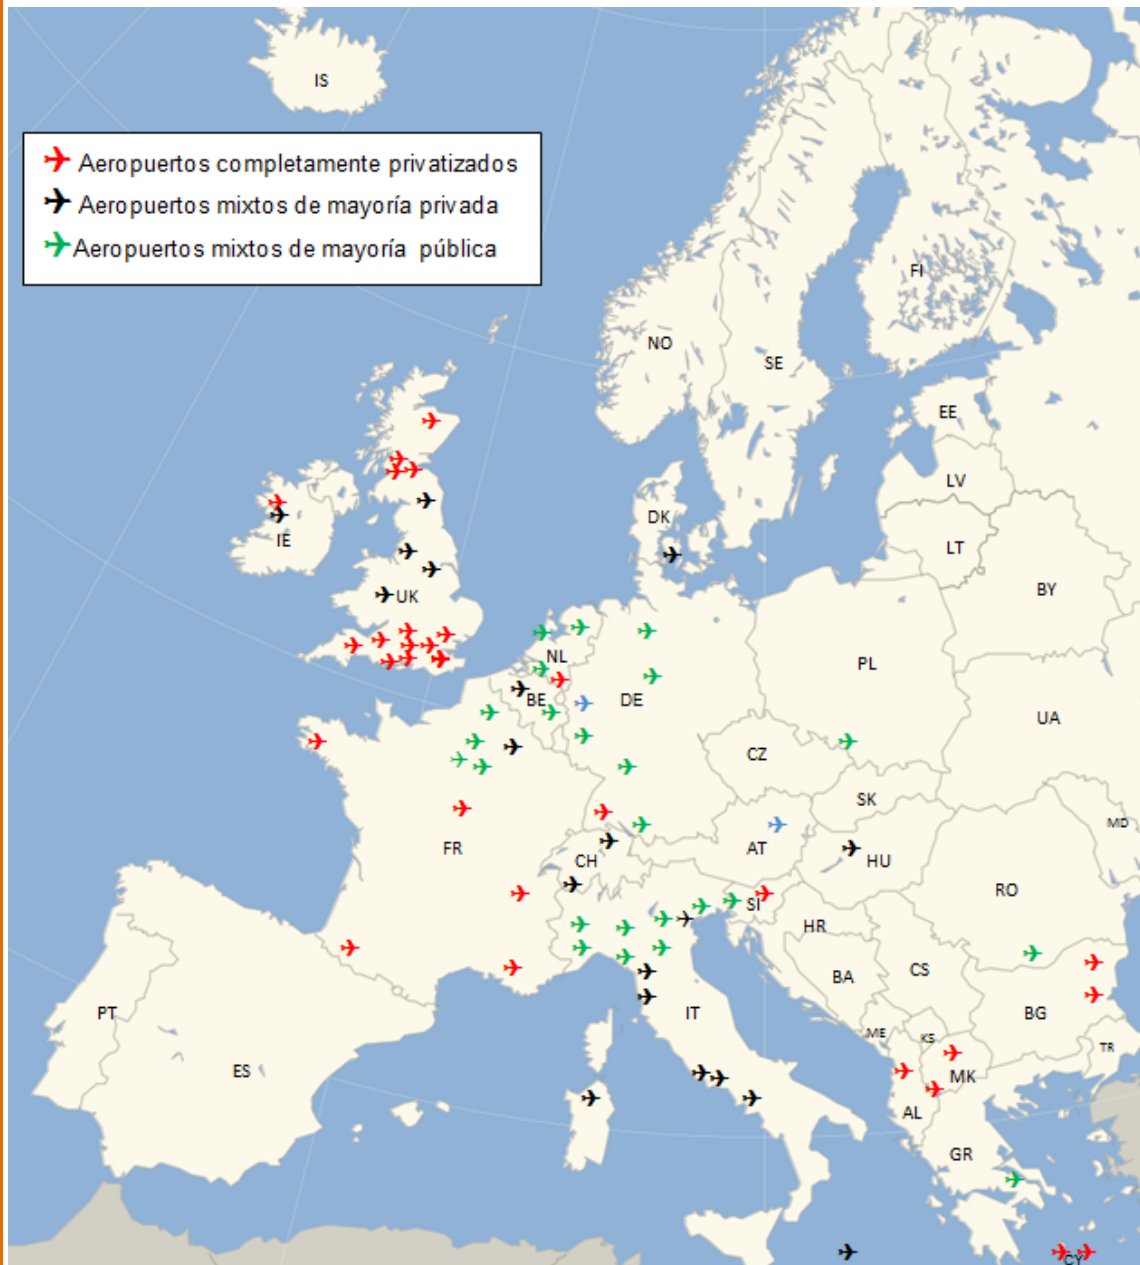 IS
Aeropuertos completamente privatizados
Aeropuertos mixtos de mayoría privada
Aeropuertos mixtos de mayoría  pública
FI
NO
SE
EE
LV
DK
IE
LT
UK
BY
NL
PL
BE
DE
UA
CZ
SK
MD
FR
AT
CH
HU
RO
SI
HR
CS
BA
PT
IT
BG
ME
KS
TR
ES
MK
AL
GR
CY